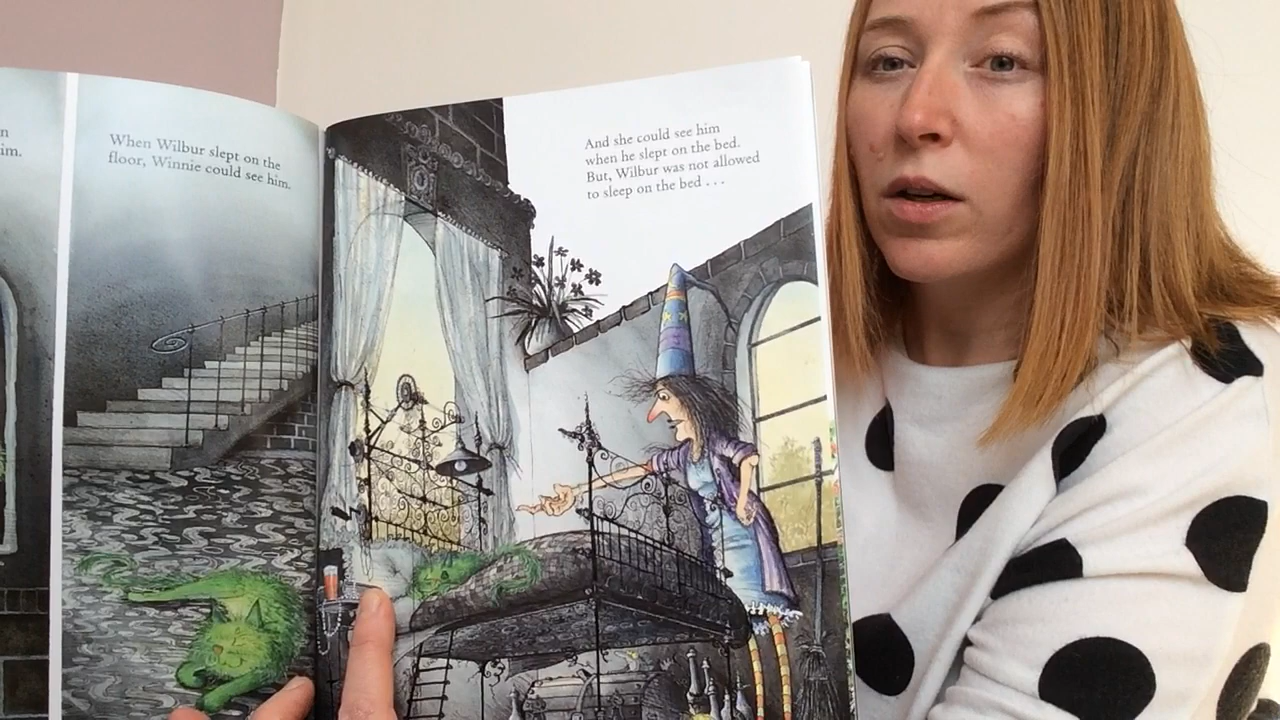 n
im.
When Wilbur slept on the
floor, Winnie could see him.
And she could see him
when he slept on the bed.
But, Wilbur was not allowed
to sleep on the bed . . .